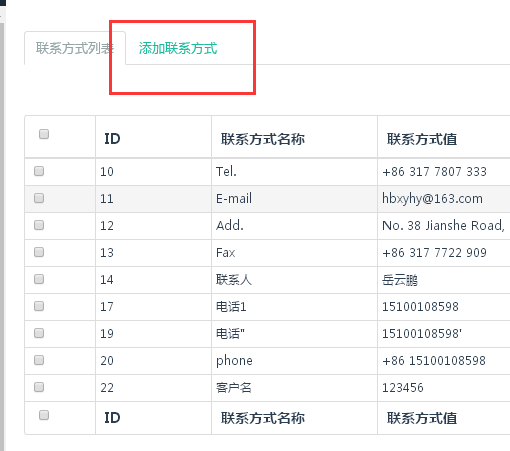 联系方式列表 添加联系方式
ID 联系方式名称 联系方式值
10 Tel. +86 317 7807 333
11 E-mail hbxyhy@163.com
12 Add. No. 38 Jianshe Road,
13 Fax +86 317 7722 909
14 联系人 岳云鹏
17 电话1 15100108598
19 电话" 15100108598'
20 phone +86 15100108598
22 客户名 123456
ID 联系方式名称 联系方式值